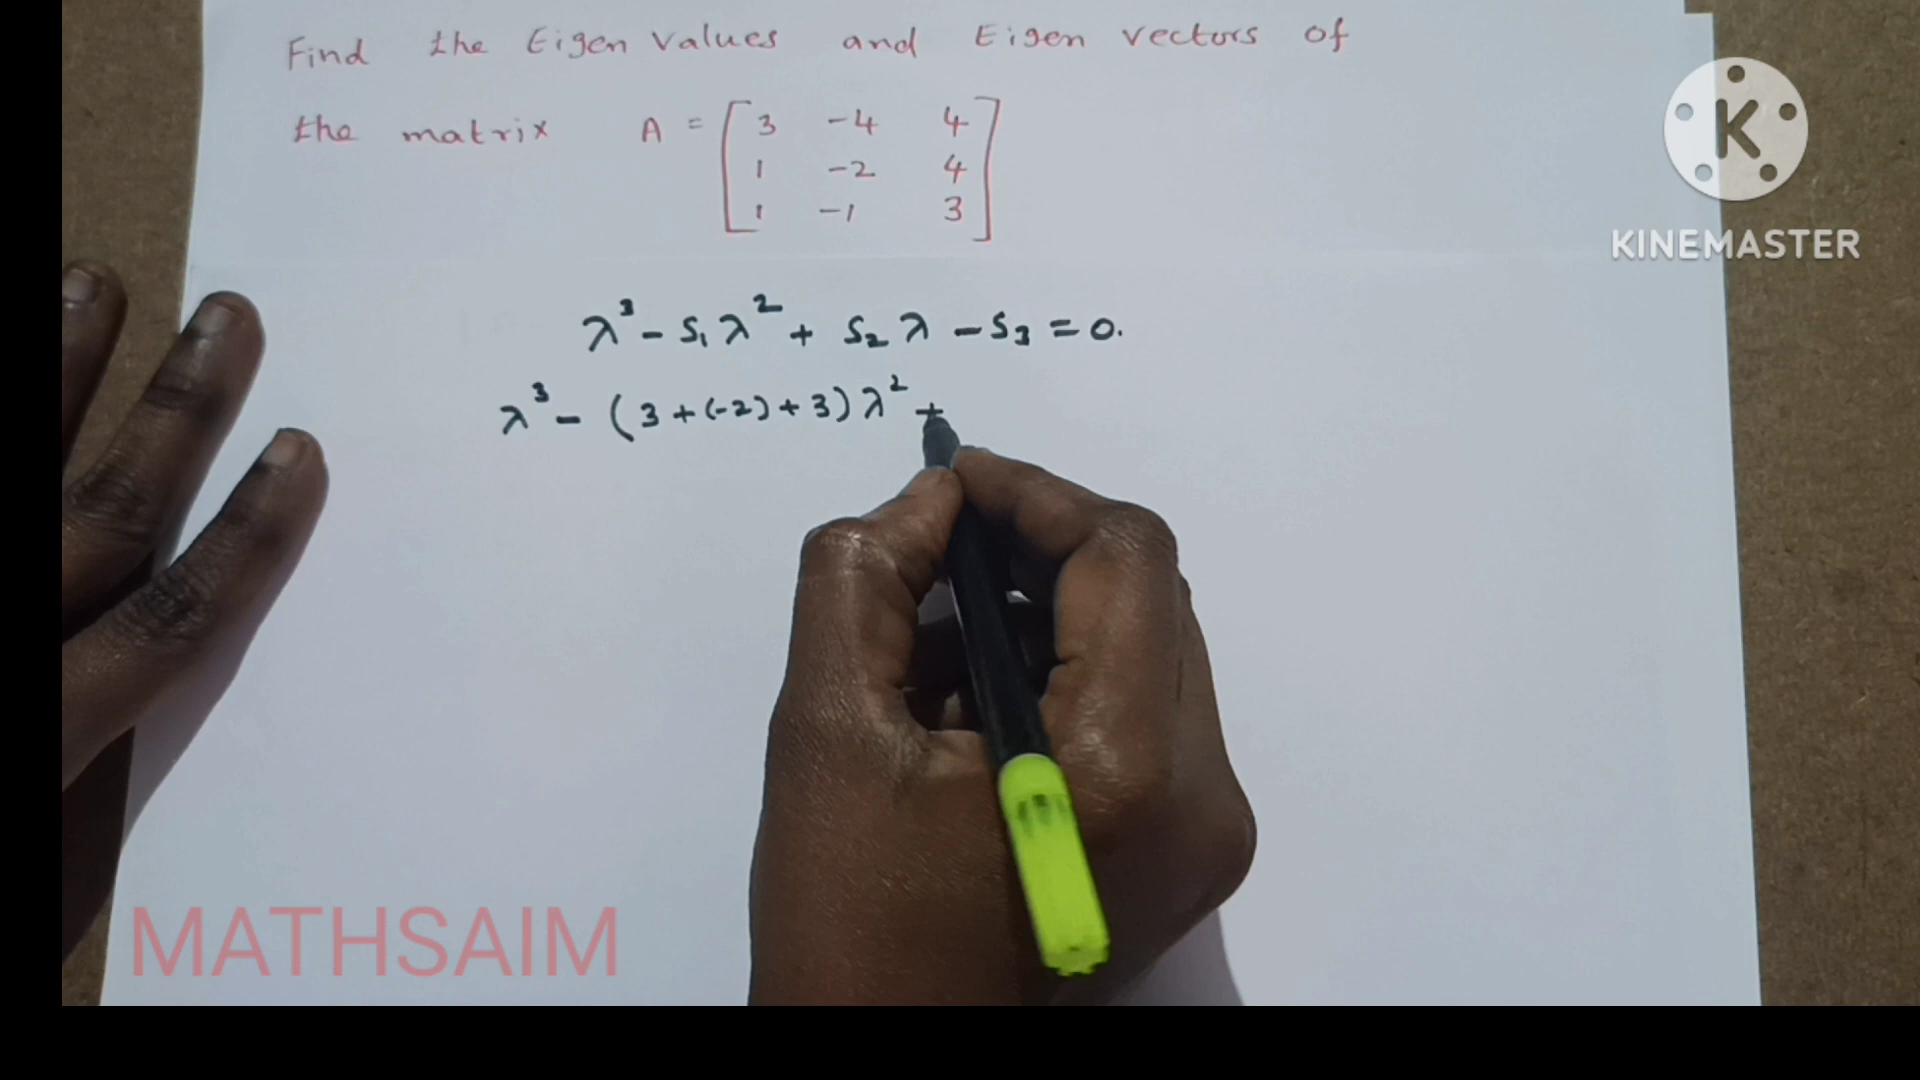 Find the Eigen Values and Eigen vectors of
the matrix A = [3 -4 4
1 -2 4
1 -1 3]
K
KINEMASTER
λ³ - S₁λ² + S₂λ - S₃ = 0.
λ³ - (3 + (-2) + 3) λ² +
MATHSAIM